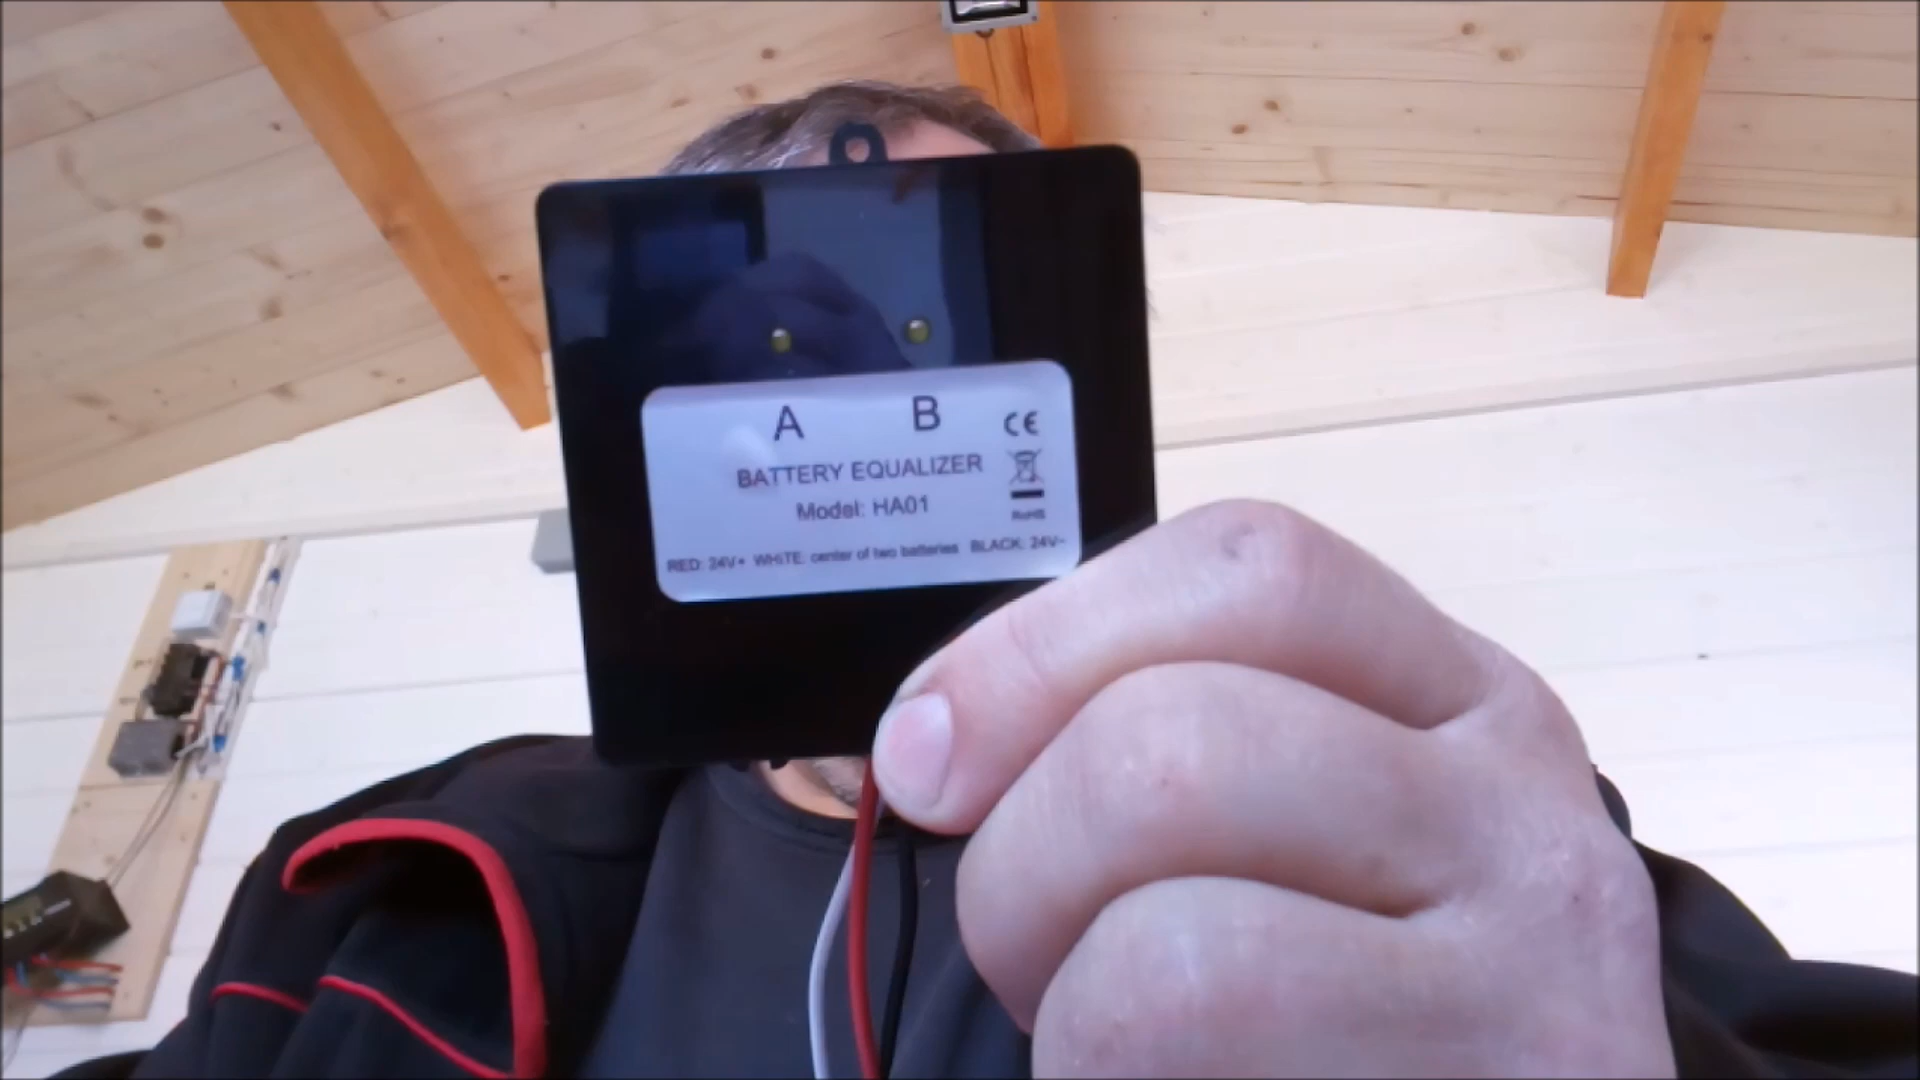 A B
CE
BATTERY EQUALIZER
Model: HA01
RoHS
RED: 24V+ WHITE: center of two batteries BLACK: 24V-